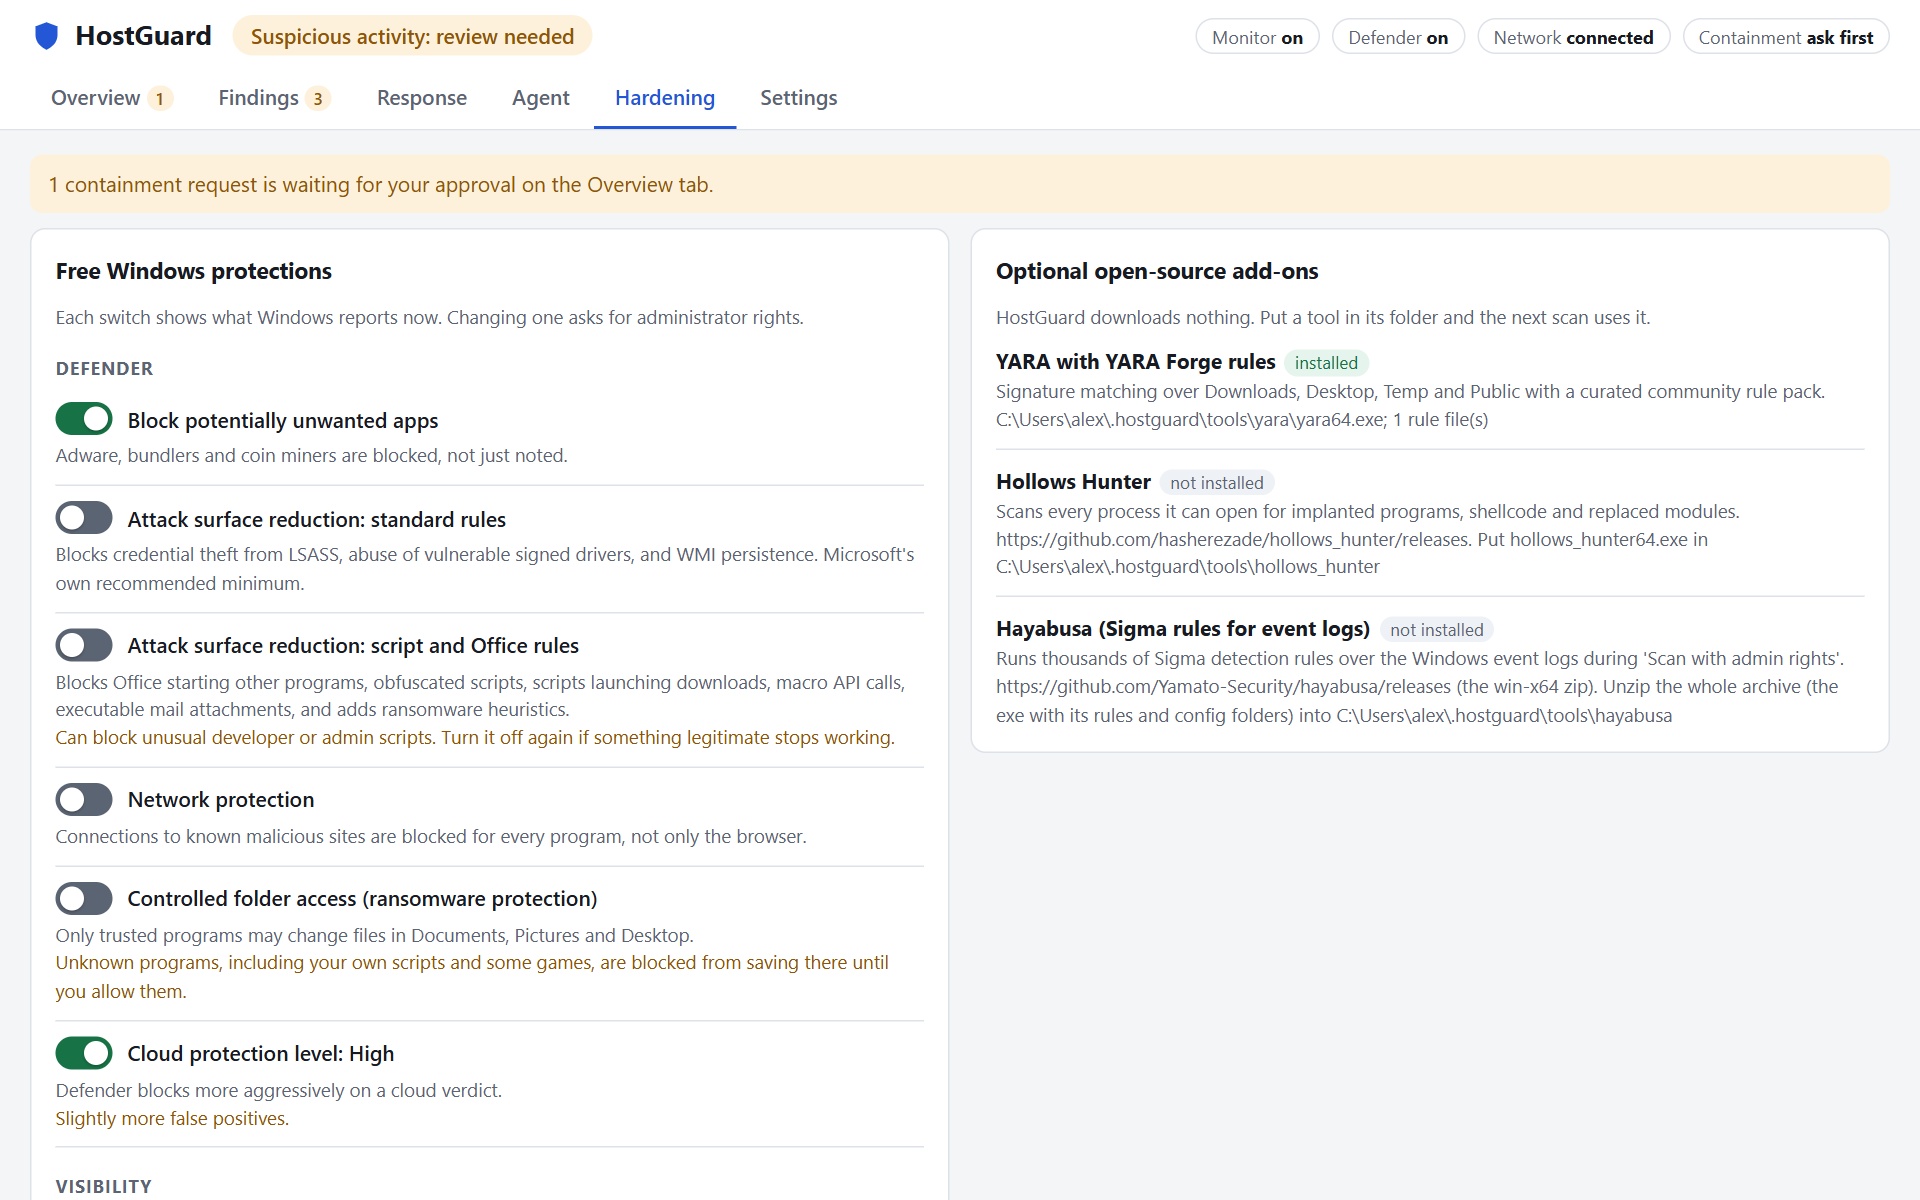 HostGuard
Suspicious activity: review needed
Monitor on
Defender on
Network connected
Containment ask first
Overview 1
Findings 3
Response
Agent
Hardening
Settings
1 containment request is waiting for your approval on the Overview tab.
Free Windows protections
Each switch shows what Windows reports now. Changing one asks for administrator rights.
DEFENDER
Block potentially unwanted apps
Adware, bundlers and coin miners are blocked, not just noted.
Attack surface reduction: standard rules
Blocks credential theft from LSASS, abuse of vulnerable signed drivers, and WMI persistence. Microsoft's
own recommended minimum.
Attack surface reduction: script and Office rules
Blocks Office starting other programs, obfuscated scripts, scripts launching downloads, macro API calls,
executable mail attachments, and adds ransomware heuristics.
Can block unusual developer or admin scripts. Turn it off again if something legitimate stops working.
Network protection
Connections to known malicious sites are blocked for every program, not only the browser.
Controlled folder access (ransomware protection)
Only trusted programs may change files in Documents, Pictures and Desktop.
Unknown programs, including your own scripts and some games, are blocked from saving there until
you allow them.
Cloud protection level: High
Defender blocks more aggressively on a cloud verdict.
Slightly more false positives.
VISIBILITY
Optional open-source add-ons
HostGuard downloads nothing. Put a tool in its folder and the next scan uses it.
YARA with YARA Forge rules installed
Signature matching over Downloads, Desktop, Temp and Public with a curated community rule pack.
C:\Users\alex\.hostguard\tools\yara\yara64.exe; 1 rule file(s)
Hollows Hunter not installed
Scans every process it can open for implanted programs, shellcode and replaced modules.
https://github.com/hasherezade/hollows_hunter/releases. Put hollows_hunter64.exe in
C:\Users\alex\.hostguard\tools\hollows_hunter
Hayabusa (Sigma rules for event logs) not installed
Runs thousands of Sigma detection rules over the Windows event logs during 'Scan with admin rights'.
https://github.com/Yamato-Security/hayabusa/releases (the win-x64 zip). Unzip the whole archive (the
exe with its rules and config folders) into C:\Users\alex\.hostguard\tools\hayabusa